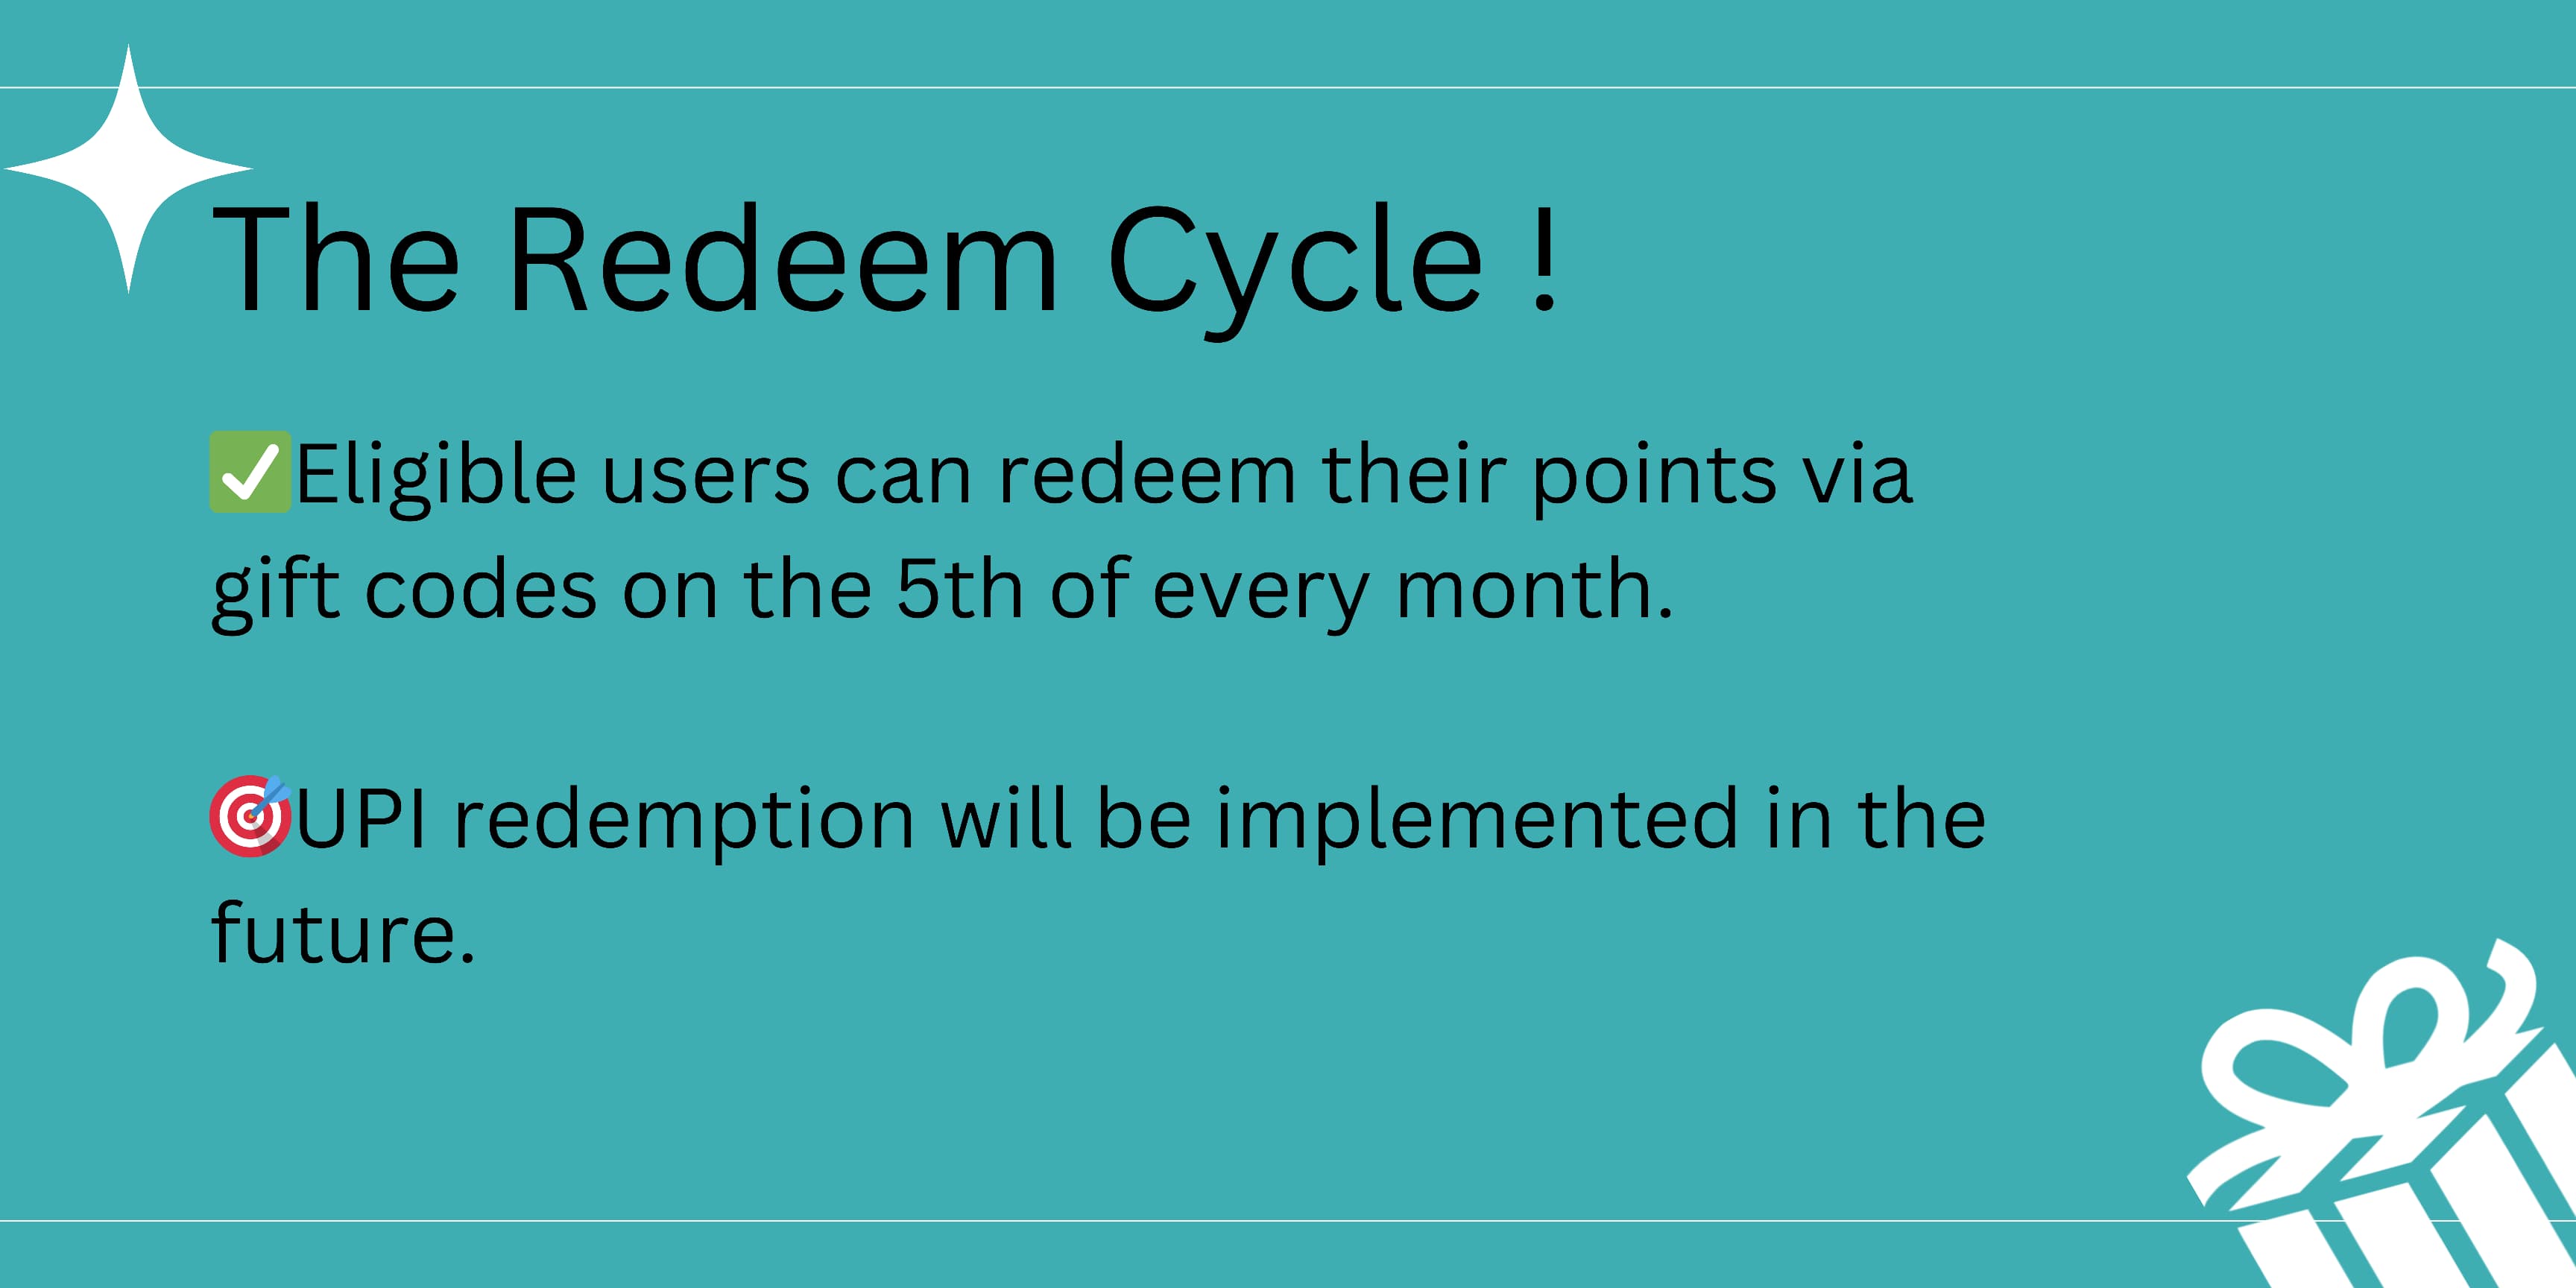 The Redeem Cycle !
✅Eligible users can redeem their points via
gift codes on the 5th of every month.
🎯UPI redemption will be implemented in the
future.